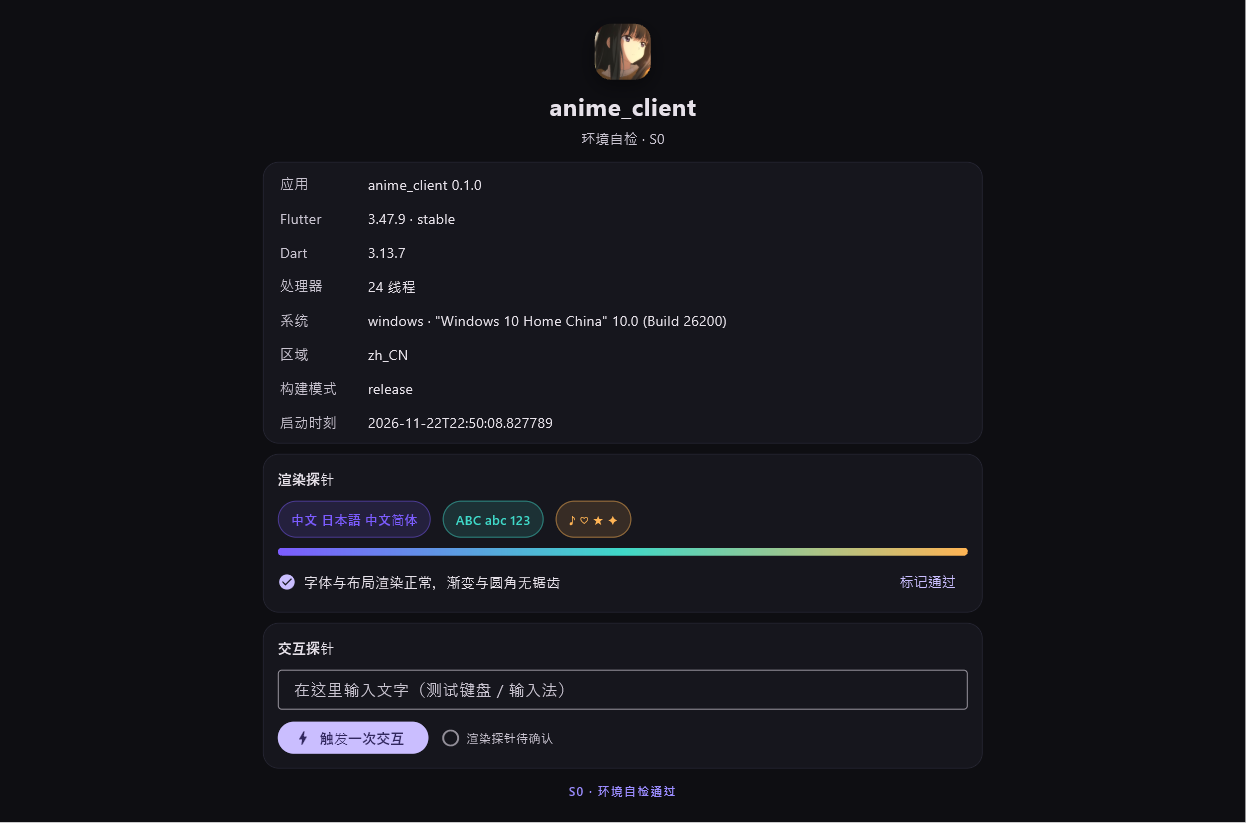 anime_client
环境自检 · S0
应用 anime_client 0.1.0
Flutter 3.47.9 · stable
Dart 3.13.7
处理器 24 线程
系统 windows · "Windows 10 Home China" 10.0 (Build 26200)
区域 zh_CN
构建模式 release
启动时刻 2026-11-22T22:50:08.827789
渲染探针
中文 日本語 中文简体 ABC abc 123 ♪ ♡ ★ ✦
字体与布局渲染正常，渐变与圆角无锯齿 标记通过
交互探针
在这里输入文字（测试键盘 / 输入法）
触发一次交互 渲染探针待确认
S0 · 环境自检通过